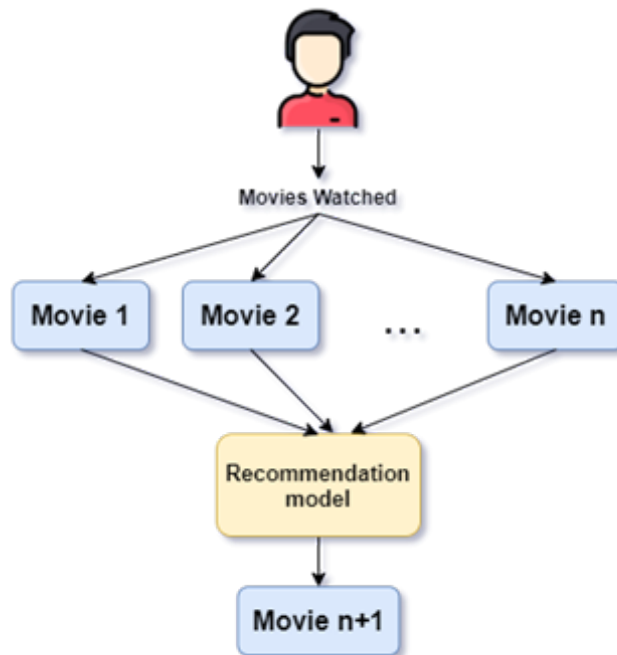 Movies Watched
Movie 1
Movie 2
...
Movie n
Recommendation
model
Movie n+1